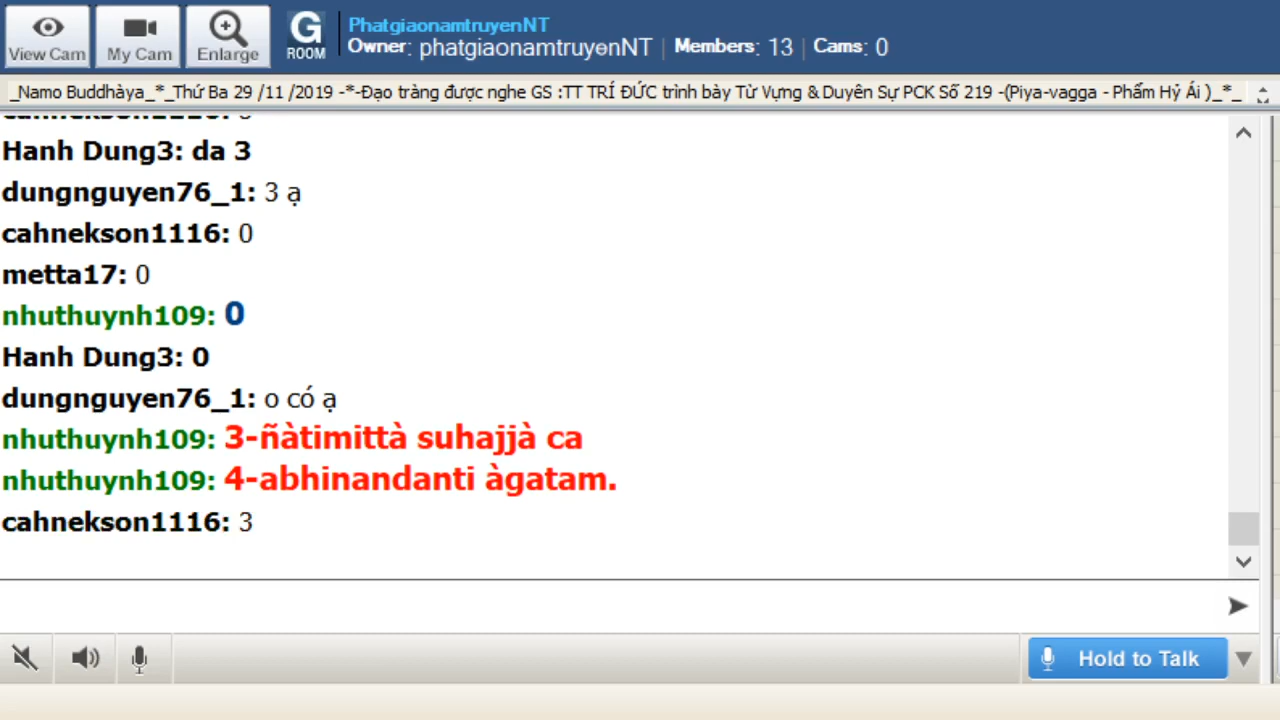 View Cam
My Cam
Enlarge
G
ROOM
PhatgiaonamtruyenNT
Owner: phatgiaonamtruyenNT | Members: 13 | Cams: 0
_Namo Buddhàya_*_Thứ Ba 29 /11 /2019 -*-Đạo tràng được nghe GS :TT TRÍ ĐỨC trình bày Từ Vựng & Duyên Sự PCK Số 219 -(Piya-vagga - Phẩm Hỷ Ái )_*_
Hanh Dung3: da 3
dungnguyen76_1: 3 ạ
cahnekson1116: 0
metta17: 0
nhuthuynh109: 0
Hanh Dung3: 0
dungnguyen76_1: o có ạ
nhuthuynh109: 3-ñàtimittà suhajjà ca
nhuthuynh109: 4-abhinandanti àgatam.
cahnekson1116: 3
Hold to Talk